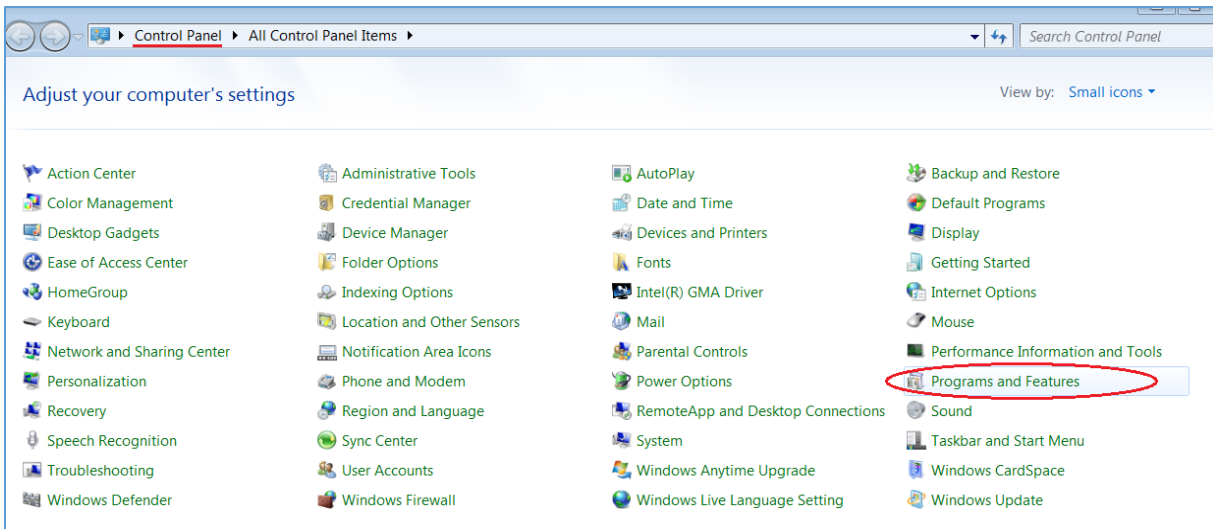 Control Panel All Control Panel Items Search Control Panel
Adjust your computer's settings View by: Small icons
Action Center Administrative Tools AutoPlay Backup and Restore
Color Management Credential Manager Date and Time Default Programs
Desktop Gadgets Device Manager Devices and Printers Display
Ease of Access Center Folder Options Fonts Getting Started
HomeGroup Indexing Options Intel(R) GMA Driver Internet Options
Keyboard Location and Other Sensors Mail Mouse
Network and Sharing Center Notification Area Icons Parental Controls Performance Information and Tools
Personalization Phone and Modem Power Options Programs and Features
Recovery Region and Language RemoteApp and Desktop Connections Sound
Speech Recognition Sync Center System Taskbar and Start Menu
Troubleshooting User Accounts Windows Anytime Upgrade Windows CardSpace
Windows Defender Windows Firewall Windows Live Language Setting Windows Update